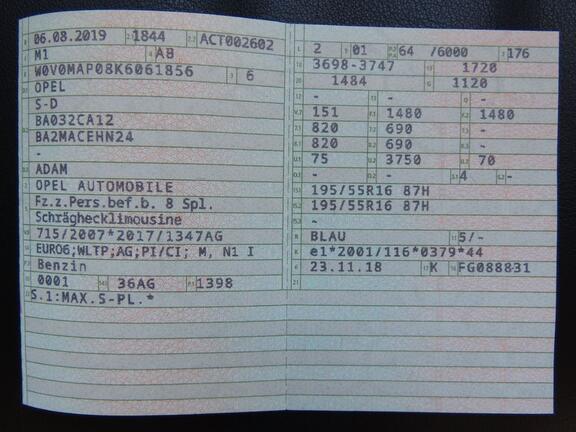 06.08.2019 1844 ACT002602
M1 AB
W0V0MAP08K6061856 6
OPEL
S-D
BA032CA12
BA2MACEHN24
-
ADAM
OPEL AUTOMOBILE
Fz.z.Pers.bef.b. 8 Spl.
Schräghecklimousine
715/2007*2017/1347AG
EURO6;WLTP;AG;PI/CI; M, N1 I
Benzin
0001 36AG 1398
S.1:MAX.S-PL.*
2 01 64 /6000 176
3698-3747 1720
1484 1120
- - -
151 1480 1480
820 690 -
820 690 -
75 3750 70
- - 4 -
195/55R16 87H
195/55R16 87H
-
BLAU 5/-
e1*2001/116*0379*44
23.11.18 K FG088831